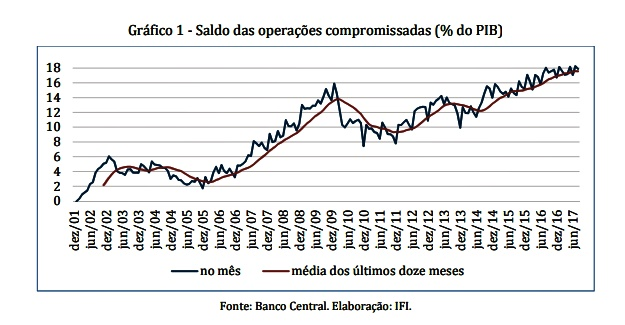 Gráfico 1 - Saldo das operações compromissadas (% do PIB)
18
16
14
12
10
8
6
4
2
0
dez/01
jun/02
dez/02
jun/03
dez/03
jun/04
dez/04
jun/05
dez/05
jun/06
dez/06
jun/07
dez/07
jun/08
dez/08
jun/09
dez/09
jun/10
dez/10
jun/11
dez/11
jun/12
dez/12
jun/13
dez/13
jun/14
dez/14
jun/15
dez/15
jun/16
dez/16
jun/17
no mês
média dos últimos doze meses
Fonte: Banco Central. Elaboração: IFI.